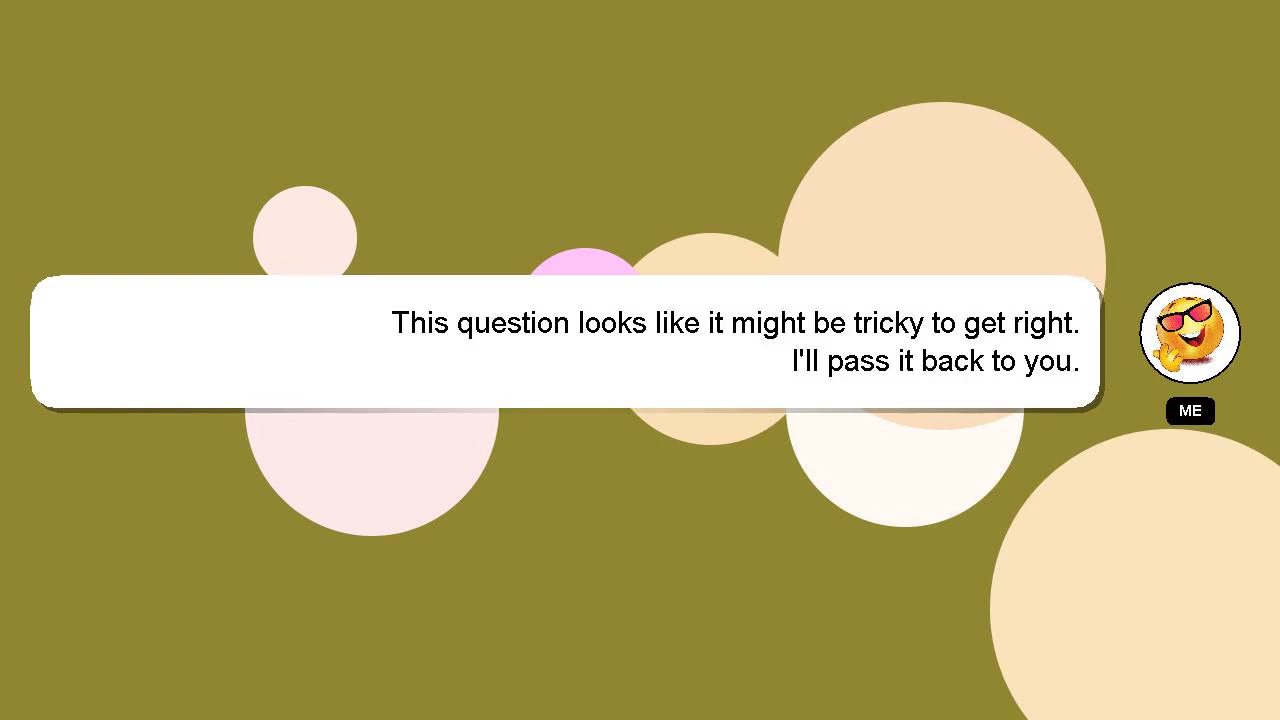 This question looks like it might be tricky to get right.
I'll pass it back to you.
ME